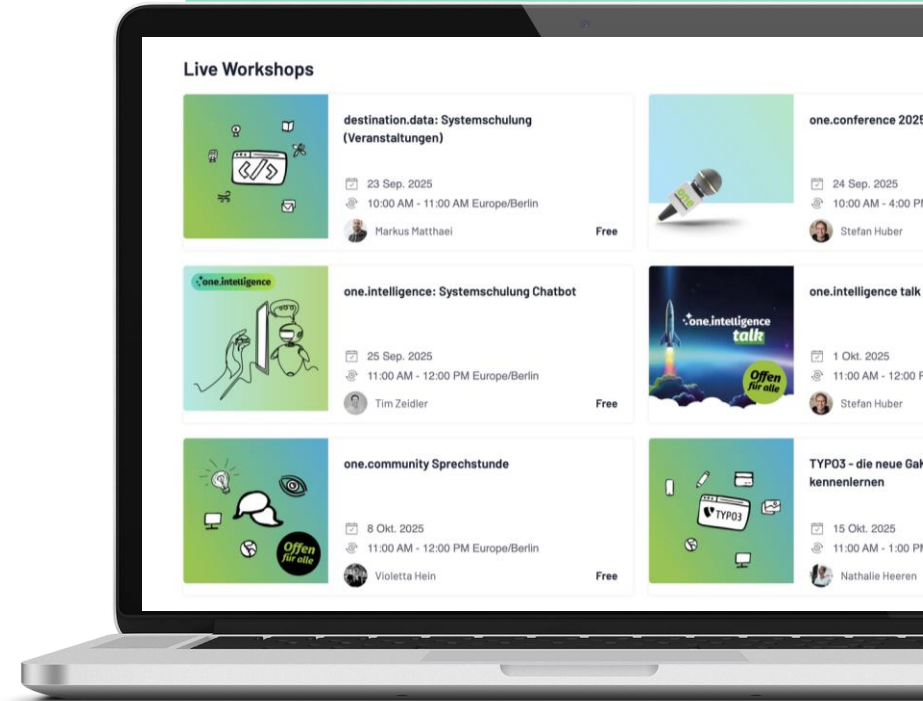 Live Workshops
destination.data: Systemschulung
(Veranstaltungen)
23 Sep. 2025
10:00 AM - 11:00 AM Europe/Berlin
Markus Matthaei
Free
one
one.conference 2025
24 Sep. 2025
10:00 AM - 4:00 PM
Stefan Huber
one.intelligence
one.intelligence: Systemschulung Chatbot
25 Sep. 2025
11:00 AM - 12:00 PM Europe/Berlin
Tim Zeidler
Free
one.intelligence
talk
Offen
für alle
one.intelligence talk
1 Okt. 2025
11:00 AM - 12:00 P
Stefan Huber
Offen
für alle
one.community Sprechstunde
8 Okt. 2025
11:00 AM - 12:00 PM Europe/Berlin
Violetta Hein
Free
TYPO3
TYPO3 - die neue Gal
kennenlernen
15 Okt. 2025
11:00 AM - 1:00 PM
Nathalie Heeren